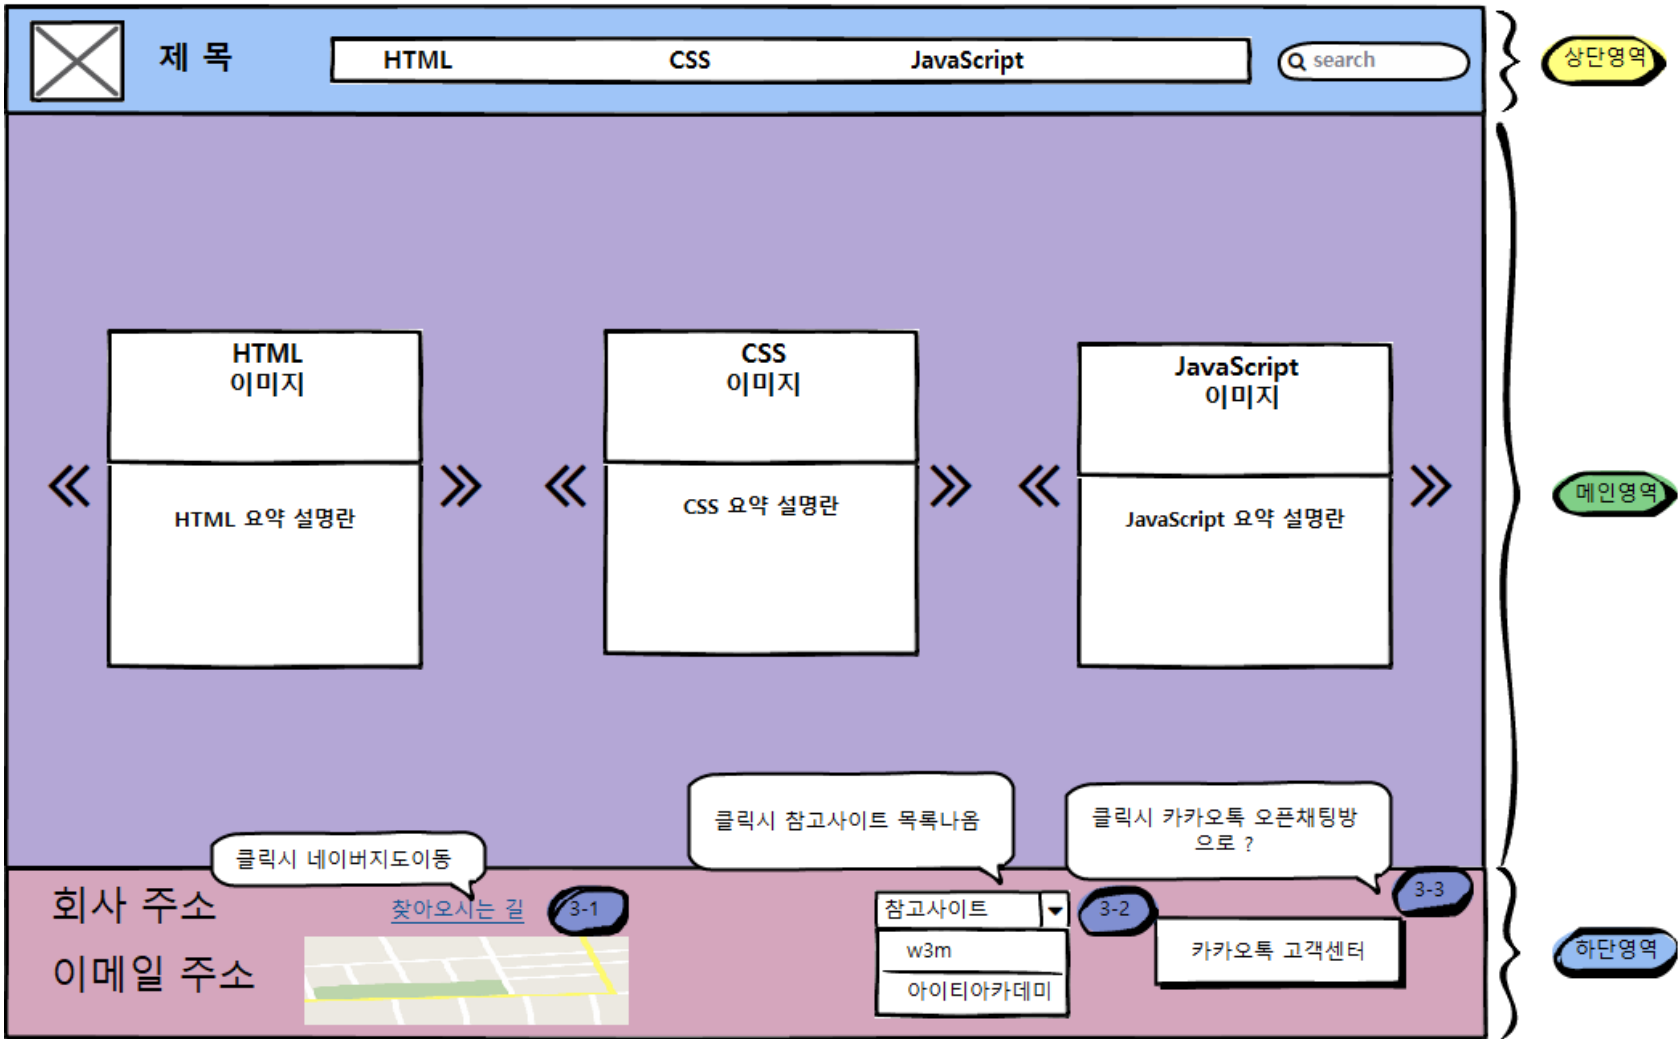 제 목
HTML
CSS
JavaScript
search
상단영역
HTML
이미지
HTML 요약 설명란
CSS
이미지
CSS 요약 설명란
JavaScript
이미지
JavaScript 요약 설명란
메인영역
클릭시 네이버지도이동
클릭시 참고사이트 목록나옴
클릭시 카카오톡 오픈채팅방
으로 ?
회사 주소
찾아오시는 길
3-1
참고사이트
3-2
3-3
w3m
아이티아카데미
카카오톡 고객센터
이메일 주소
하단영역